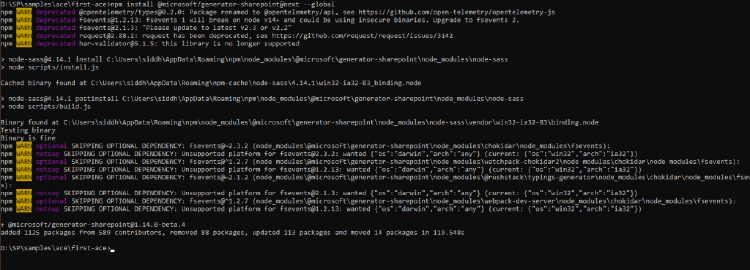 D:\SP\samples\ace\first-ace>npm install @microsoft/generator-sharepoint@next --global
npm WARN deprecated @opentelemetry/types@0.2.0: Package renamed to @opentelemetry/api, see https://github.com/open-telemetry/opentelemetry-js
npm WARN deprecated fsevents@1.2.13: fsevents 1 will break on node v14+ and could be using insecure binaries. Upgrade to fsevents 2.
npm WARN deprecated fsevents@2.1.3: "Please update to latest v2.3 or v2.2"
npm WARN deprecated request@2.88.2: request has been deprecated, see https://github.com/request/request/issues/3142
npm WARN deprecated har-validator@5.1.5: this library is no longer supported
> node-sass@4.14.1 install C:\Users\siddh\AppData\Roaming\npm\node_modules\@microsoft\generator-sharepoint\node_modules\node-sass
> node scripts/install.js
Cached binary found at C:\Users\siddh\AppData\Roaming\npm-cache\node-sass\4.14.1\win32-ia32-83_binding.node
> node-sass@4.14.1 postinstall C:\Users\siddh\AppData\Roaming\npm\node_modules\@microsoft\generator-sharepoint\node_modules\node-sass
> node scripts/build.js
Binary found at C:\Users\siddh\AppData\Roaming\npm\node_modules\@microsoft\generator-sharepoint\node_modules\node-sass\vendor\win32-ia32-83\binding.node
Testing binary
Binary is fine
npm WARN optional SKIPPING OPTIONAL DEPENDENCY: fsevents@~2.3.2 (node_modules\@microsoft\generator-sharepoint\node_modules\chokidar\node_modules\fsevents):
npm WARN notsup SKIPPING OPTIONAL DEPENDENCY: Unsupported platform for fsevents@2.3.2: wanted {"os":"darwin","arch":"any"} (current: {"os":"win32","arch":"ia32"})
npm WARN optional SKIPPING OPTIONAL DEPENDENCY: fsevents@^1.2.7 (node_modules\@microsoft\generator-sharepoint\node_modules\watchpack-chokidar2\node_modules\chokidar\node_modules\fsevents):
npm WARN notsup SKIPPING OPTIONAL DEPENDENCY: Unsupported platform for fsevents@1.2.13: wanted {"os":"darwin","arch":"any"} (current: {"os":"win32","arch":"ia32"})
npm WARN optional SKIPPING OPTIONAL DEPENDENCY: fsevents@~2.1.2 (node_modules\@microsoft\generator-sharepoint\node_modules\@rushstack\typings-generator\node_modules\fsevents):
npm WARN notsup SKIPPING OPTIONAL DEPENDENCY: Unsupported platform for fsevents@2.1.3: wanted {"os":"darwin","arch":"any"} (current: {"os":"win32","arch":"ia32"})
npm WARN optional SKIPPING OPTIONAL DEPENDENCY: fsevents@^1.2.7 (node_modules\@microsoft\generator-sharepoint\node_modules\webpack-dev-server\node_modules\fsevents):
npm WARN notsup SKIPPING OPTIONAL DEPENDENCY: Unsupported platform for fsevents@1.2.13: wanted {"os":"darwin","arch":"any"} (current: {"os":"win32","arch":"ia32"})
+ @microsoft/generator-sharepoint@1.14.0-beta.4
added 1125 packages from 589 contributors, removed 88 packages, updated 113 packages and moved 14 packages in 119.548s
D:\SP\samples\ace\first-ace>